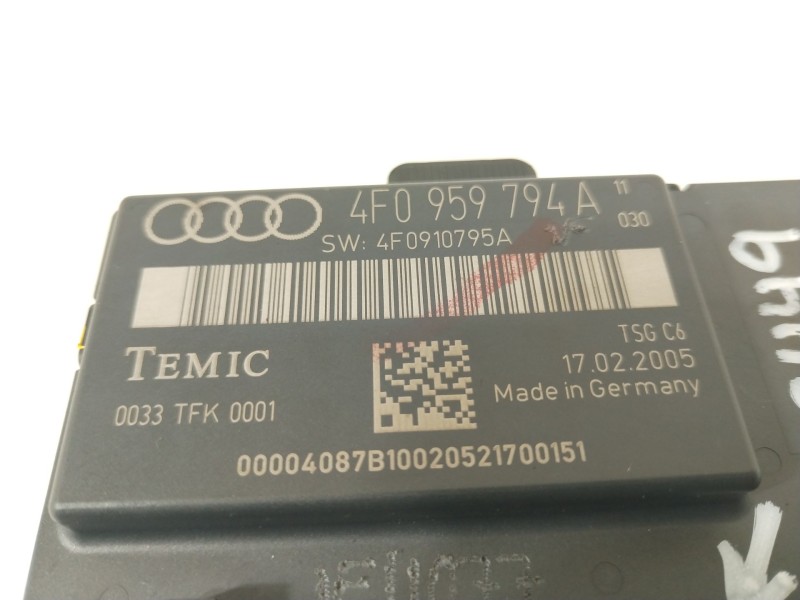 4F0 959 794 A 11
030
SW: 4F0910795A
TSG C6
TEMIC
17.02.2005
Made in Germany
0033 TFK 0001
00004087B10020521700151